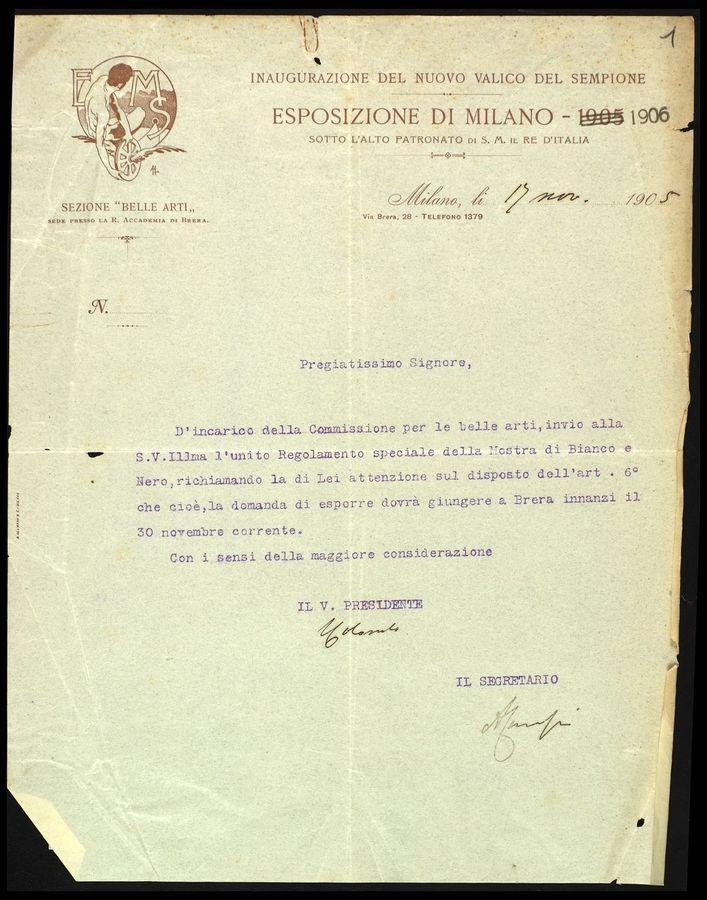 1
E M S
INAUGURAZIONE DEL NUOVO VALICO DEL SEMPIONE
ESPOSIZIONE DI MILANO - 1905 1906
SOTTO L'ALTO PATRONATO DI S. M. IL RE D'ITALIA
SEZIONE "BELLE ARTI„
SEDE PRESSO LA R. ACCADEMIA DI BRERA.
Milano, li 17 nov. 1905
Via Brera, 28 - TELEFONO 1379
N.
Pregiatissimo Signore,
D'incarico della Commissione per le belle arti,invio alla
S.V.Illma l'unito Regolamento speciale della Mostra di Bianco e
Nero,richiamando la di Lei attenzione sul disposto dell'art . 6°
che cioè,la domanda di esporre dovrà giungere a Brera innanzi il
30 novembre corrente.
Con i sensi della maggiore considerazione
IL V. PRESIDENTE
IL SEGRETARIO